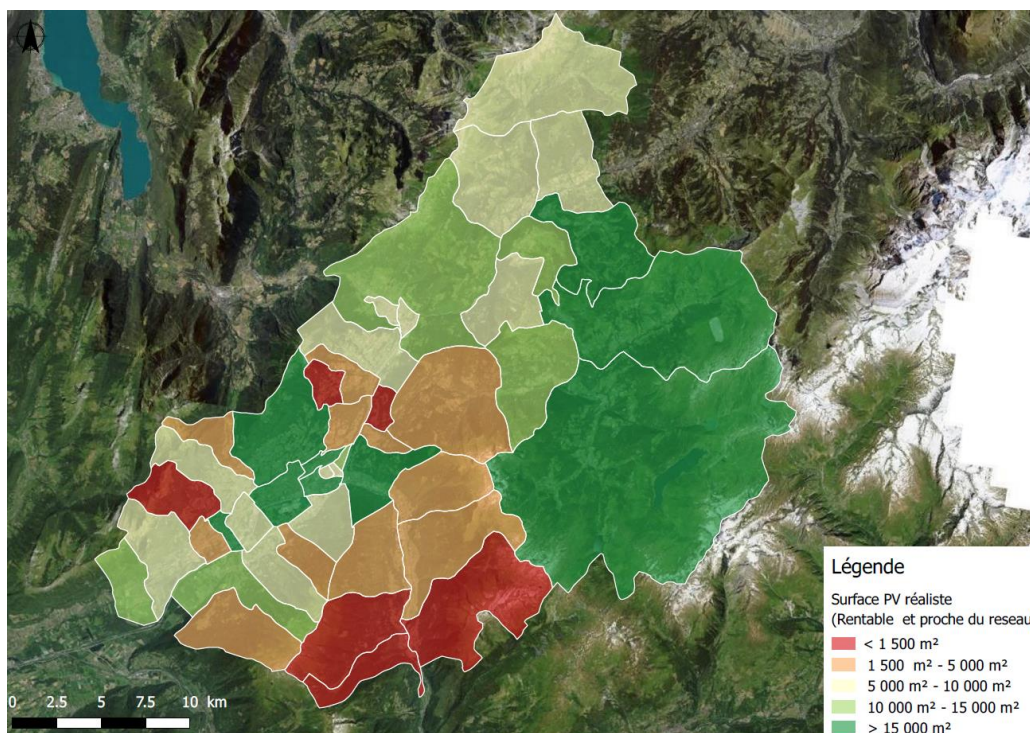 Légende
Surface PV réaliste
(Rentable et proche du reseau
< 1 500 m²
1 500 m² - 5 000 m²
5 000 m² - 10 000 m²
10 000 m² - 15 000 m²
> 15 000 m²
0 2.5 5 7.5 10 km